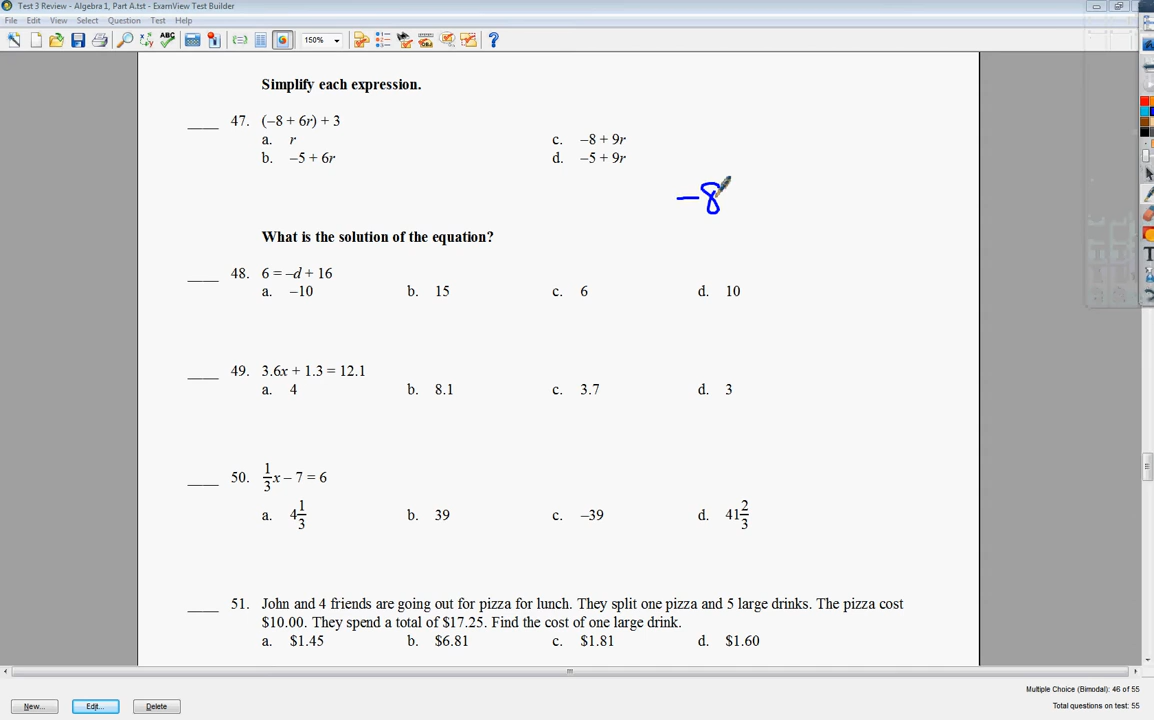 Test 3 Review - Algebra 1, Part A.tst - ExamView Test Builder
File Edit View Select Question Test Help
ABC 150% ?
Simplify each expression.
____ 47. (–8 + 6r) + 3
a. r c. –8 + 9r
b. –5 + 6r d. –5 + 9r
–8
What is the solution of the equation?
____ 48. 6 = –d + 16
a. –10 b. 15 c. 6 d. 10
____ 49. 3.6x + 1.3 = 12.1
a. 4 b. 8.1 c. 3.7 d. 3
____ 50. 1/3 x – 7 = 6
a. 4 1/3 b. 39 c. –39 d. 41 2/3
____ 51. John and 4 friends are going out for pizza for lunch. They split one pizza and 5 large drinks. The pizza cost
$10.00. They spend a total of $17.25. Find the cost of one large drink.
a. $1.45 b. $6.81 c. $1.81 d. $1.60
Multiple Choice (Bimodal): 46 of 55
New... Edit... Delete Total questions on test: 55